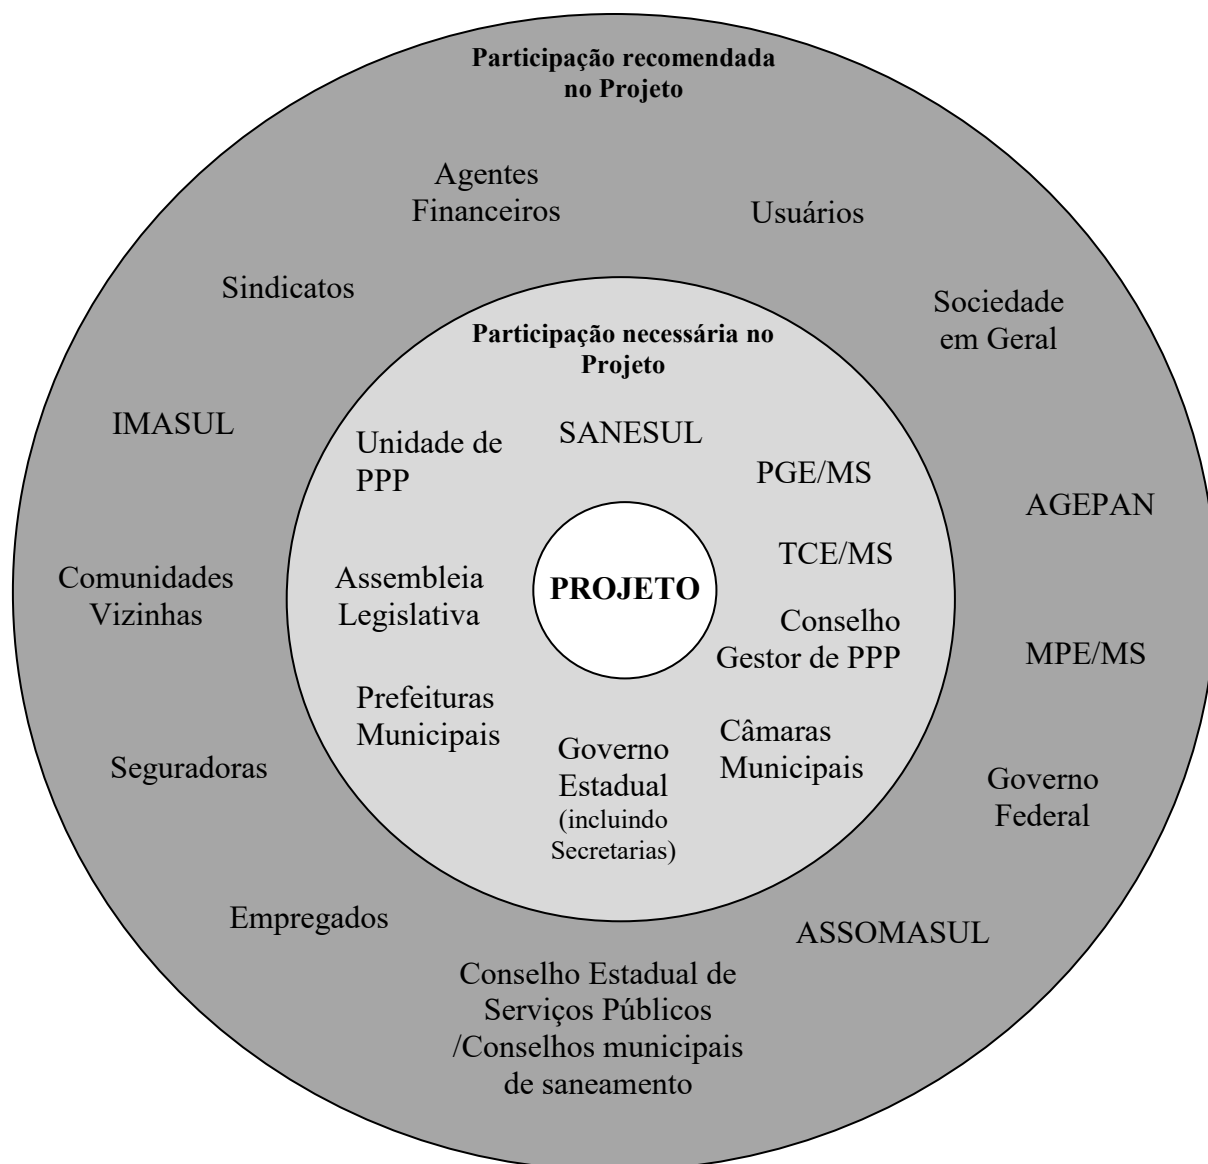 Participação recomendada
no Projeto
Agentes
Financeiros
Usuários
Sindicatos
Sociedade
em Geral
Participação necessária no
Projeto
IMASUL
Unidade de
PPP
SANESUL
PGE/MS
AGEPAN
TCE/MS
Comunidades
Vizinhas
Assembleia
Legislativa
PROJETO
Conselho
Gestor de PPP
MPE/MS
Prefeituras
Municipais
Governo
Estadual
(incluindo
Secretarias)
Câmaras
Municipais
Seguradoras
Governo
Federal
Empregados
ASSOMASUL
Conselho Estadual de
Serviços Públicos
/Conselhos municipais
de saneamento